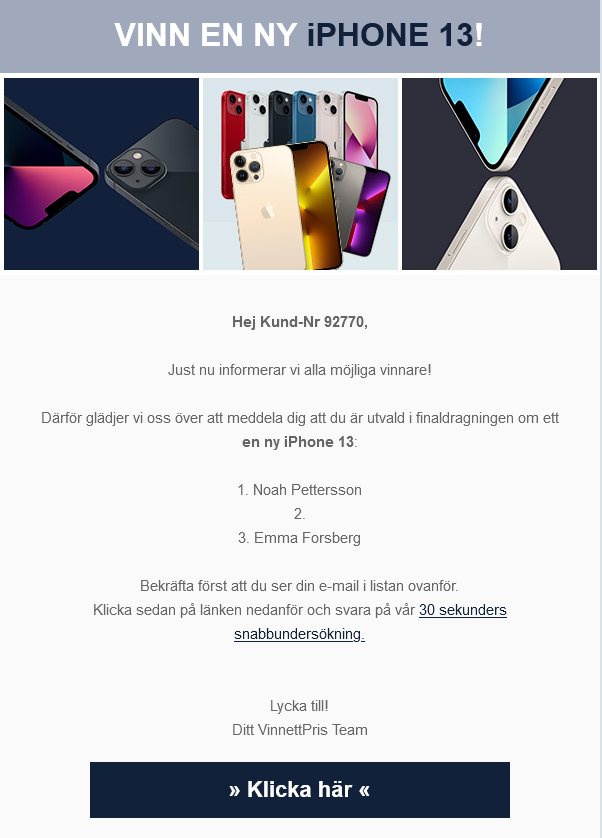 VINN EN NY iPHONE 13!
Hej Kund-Nr 92770,
Just nu informerar vi alla möjliga vinnare!
Därför glädjer vi oss över att meddela dig att du är utvald i finaldragningen om ett
en ny iPhone 13:
1. Noah Pettersson
2.
3. Emma Forsberg
Bekräfta först att du ser din e-mail i listan ovanför.
Klicka sedan på länken nedanför och svara på vår 30 sekunders
snabbundersökning.
Lycka till!
Ditt VinnettPris Team
» Klicka här «